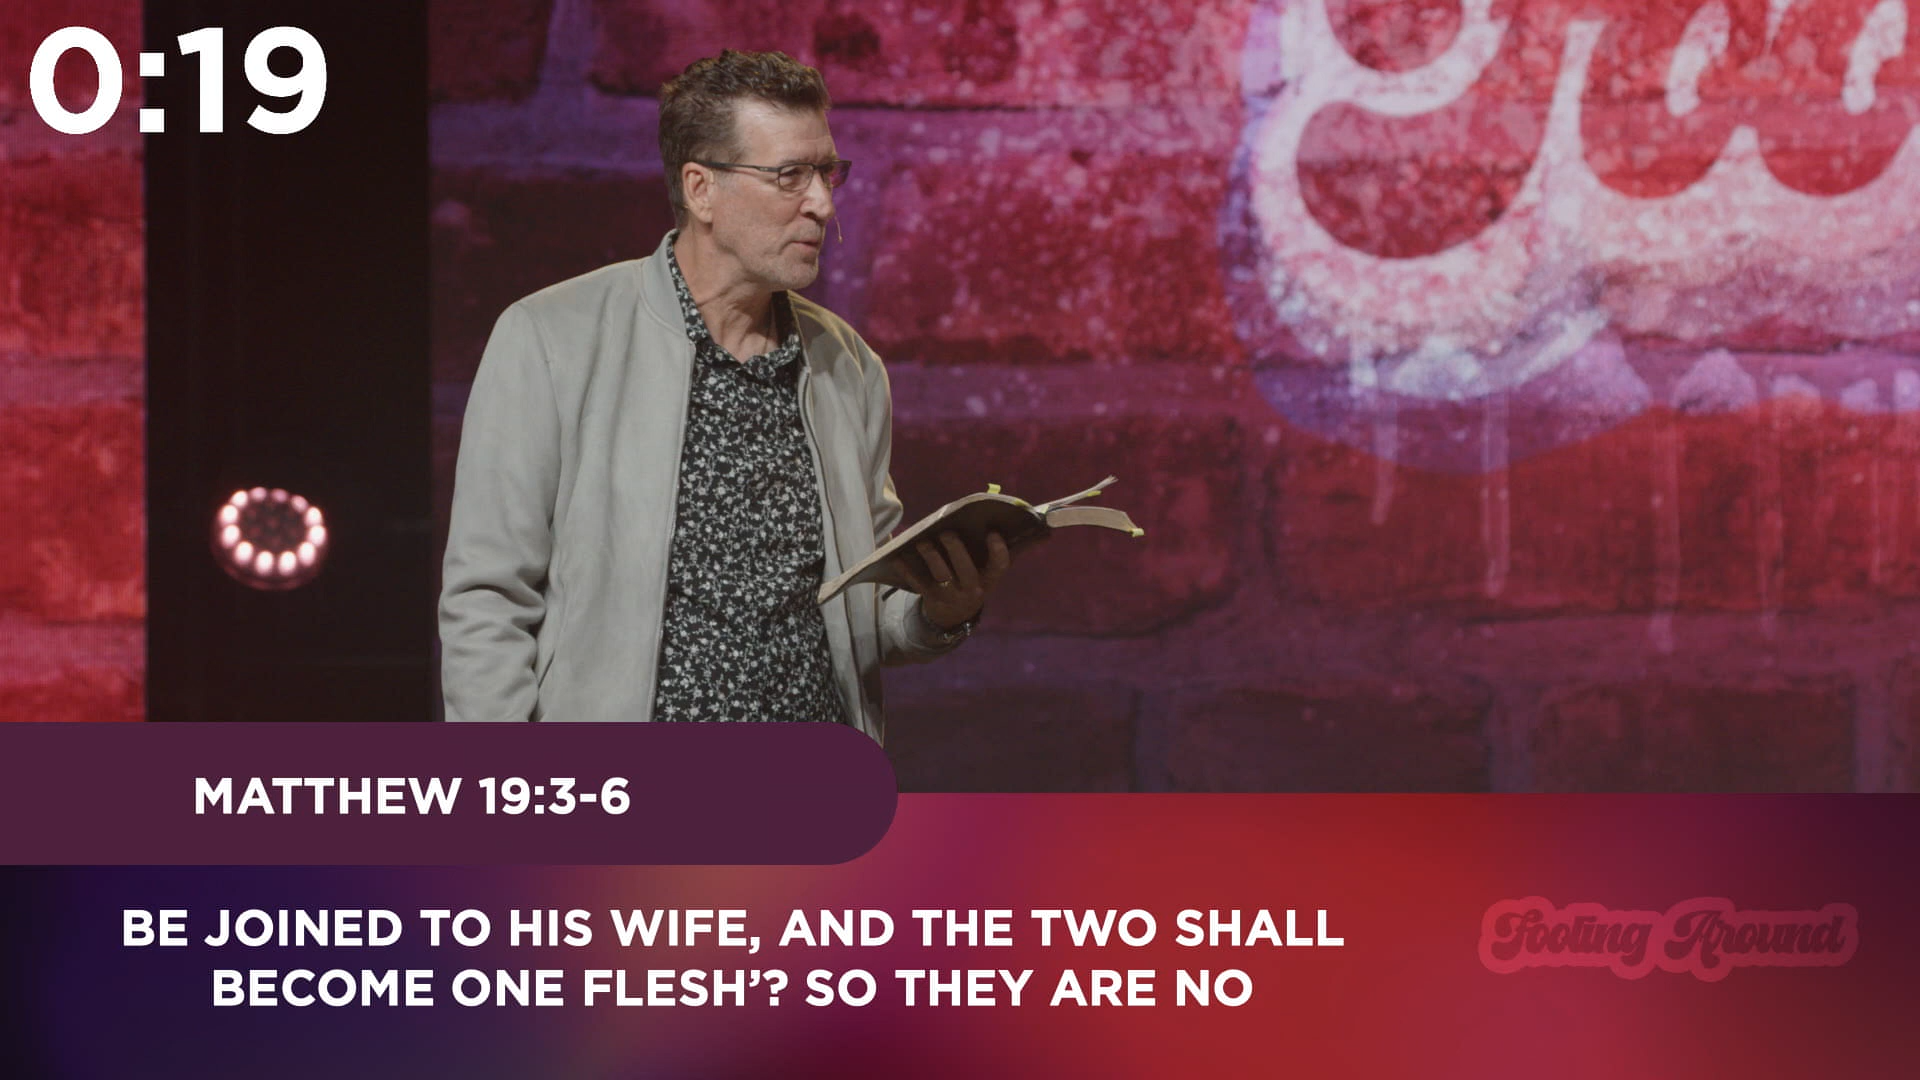 0:19
MATTHEW 19:3-6
BE JOINED TO HIS WIFE, AND THE TWO SHALL
BECOME ONE FLESH’? SO THEY ARE NO
Fooling Around